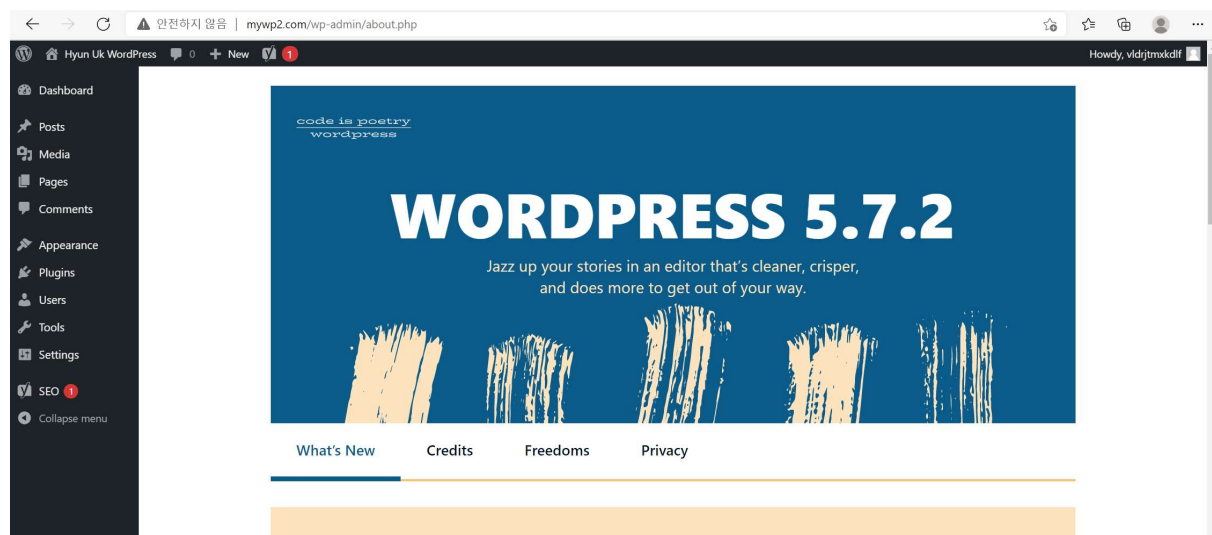 안전하지 않음 | mywp2.com/wp-admin/about.php
Hyun Uk WordPress 0 + New 1 Howdy, vldrjtmxkdlf
Dashboard
Posts
Media
Pages
Comments
Appearance
Plugins
Users
Tools
Settings
SEO 1
Collapse menu
code is poetry
wordpress
WORDPRESS 5.7.2
Jazz up your stories in an editor that's cleaner, crisper,
and does more to get out of your way.
What's New Credits Freedoms Privacy